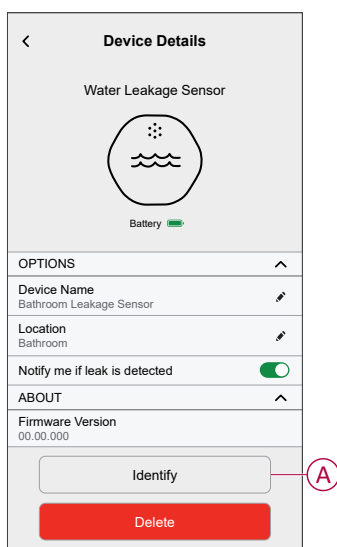 Device Details
Water Leakage Sensor
Battery
OPTIONS
Device Name
Bathroom Leakage Sensor
Location
Bathroom
Notify me if leak is detected
ABOUT
Firmware Version
00.00.000
Identify
A
Delete